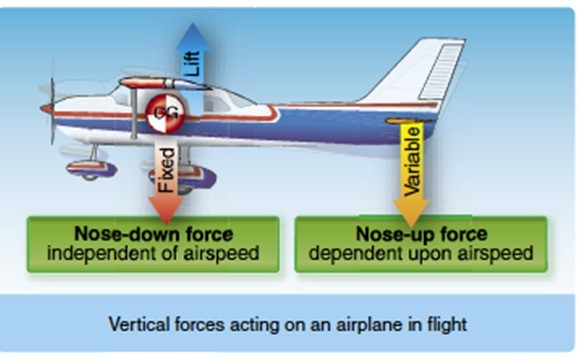 Lift
CG
Fixed
Variable
Nose-down force
independent of airspeed
Nose-up force
dependent upon airspeed
Vertical forces acting on an airplane in flight